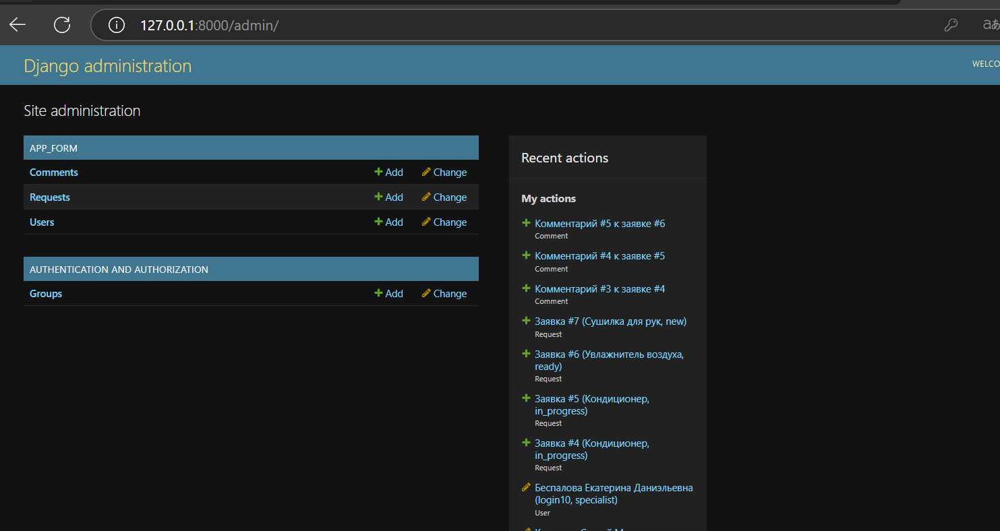 127.0.0.1:8000/admin/
Django administration
WELCO
Site administration
APP_FORM
Comments Add Change
Requests Add Change
Users Add Change
AUTHENTICATION AND AUTHORIZATION
Groups Add Change
Recent actions
My actions
Комментарий #5 к заявке #6
Comment
Комментарий #4 к заявке #5
Comment
Комментарий #3 к заявке #4
Comment
Заявка #7 (Сушилка для рук, new)
Request
Заявка #6 (Увлажнитель воздуха,
ready)
Request
Заявка #5 (Кондиционер,
in_progress)
Request
Заявка #4 (Кондиционер,
in_progress)
Request
Беспалова Екатерина Даниэльевна
(login10, specialist)
User